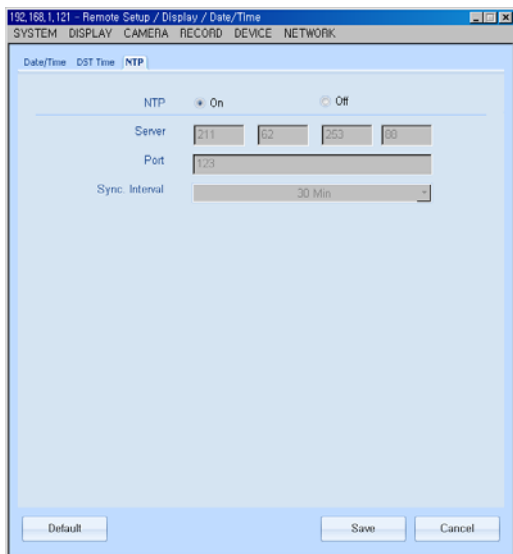 192,168,1,121 - Remote Setup / Display / Date/Time
SYSTEM DISPLAY CAMERA RECORD DEVICE NETWORK
Date/Time DST Time NTP
NTP On Off
Server 211 62 253 88
Port 123
Sync. Interval 30 Min
Default Save Cancel